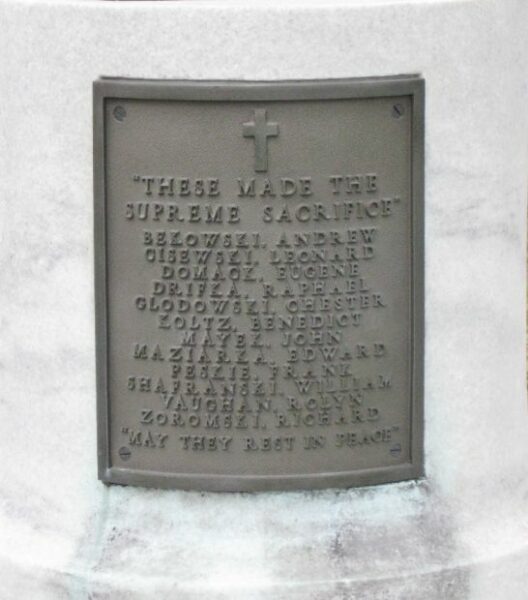 "THESE MADE THE
SUPREME SACRIFICE"
BEKOWSKI, ANDREW
CISEWSKI, LEONARD
DOMACK, EUGENE
DRIFKA, RAPHAEL
GLODOWSKI, CHESTER
KOLTZ, BENEDICT
MAYEK, JOHN
MAZIARKA, EDWARD
PESKIE, FRANK
SHAFRANSKI, WILLIAM
VAUGHAN, ROLYN
ZOROMSKI, RICHARD
"MAY THEY REST IN PEACE"